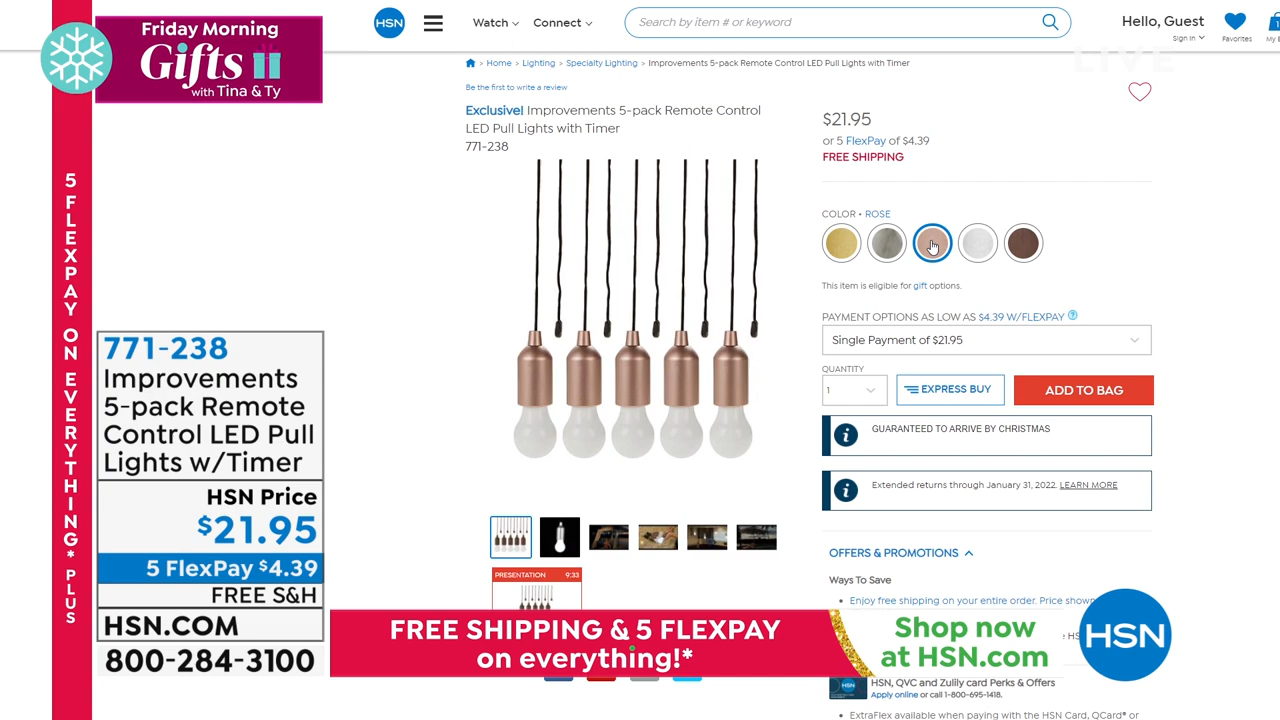 Friday Morning
Gifts
with Tina & Ty
5 FLEXPAY ON EVERYTHING!* PLUS
771-238
Improvements
5-pack Remote
Control LED Pull
Lights w/Timer
HSN Price
$21.95
5 FlexPay $4.39
FREE S&H
HSN.COM
800-284-3100
HSN
Watch
Connect
Search by item # or keyword
Hello, Guest
Sign In
Favorites
1
My
LIVE
> Home > Lighting > Specialty Lighting > Improvements 5-pack Remote Control LED Pull Lights with Timer
Be the first to write a review
Exclusive! Improvements 5-pack Remote Control
LED Pull Lights with Timer
771-238
PRESENTATION 9:33
$21.95
or 5 FlexPay of $4.39
FREE SHIPPING
COLOR • ROSE
This item is eligible for gift options.
PAYMENT OPTIONS AS LOW AS $4.39 W/FLEXPAY ?
Single Payment of $21.95
QUANTITY
1
EXPRESS BUY
ADD TO BAG
i GUARANTEED TO ARRIVE BY CHRISTMAS
i Extended returns through January 31, 2022. LEARN MORE
OFFERS & PROMOTIONS
Ways To Save
• Enjoy free shipping on your entire order. Price shown
HSN, QVC and Zulily card Perks & Offers
Apply online or call 1-800-695-1418.
• ExtraFlex available when paying with the HSN Card, QCard® or
FREE SHIPPING & 5 FLEXPAY
on everything!*
Shop now
at HSN.com
HSN